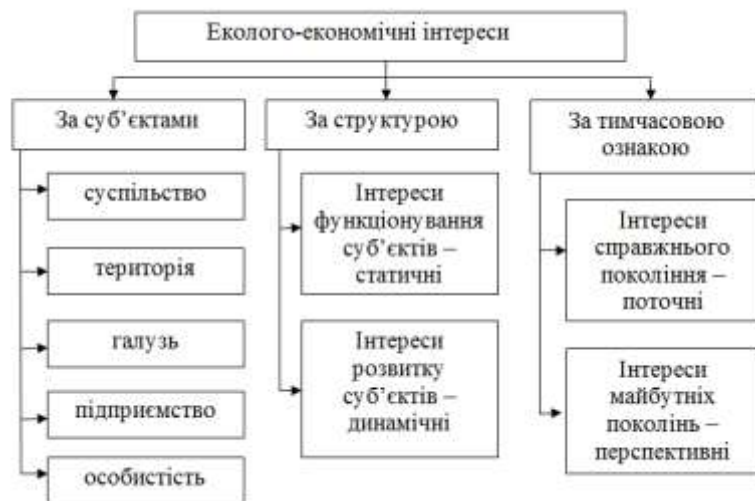 Еколого-економічні інтереси
За суб’єктами
суспільство
територія
галузь
підприємство
особистість
За структурою
Інтереси
функціонування
суб’єктів –
статичні
Інтереси
розвитку
суб’єктів –
динамічні
За тимчасовою
ознакою
Інтереси
справжнього
покоління –
поточні
Інтереси
майбутніх
поколінь –
перспективні